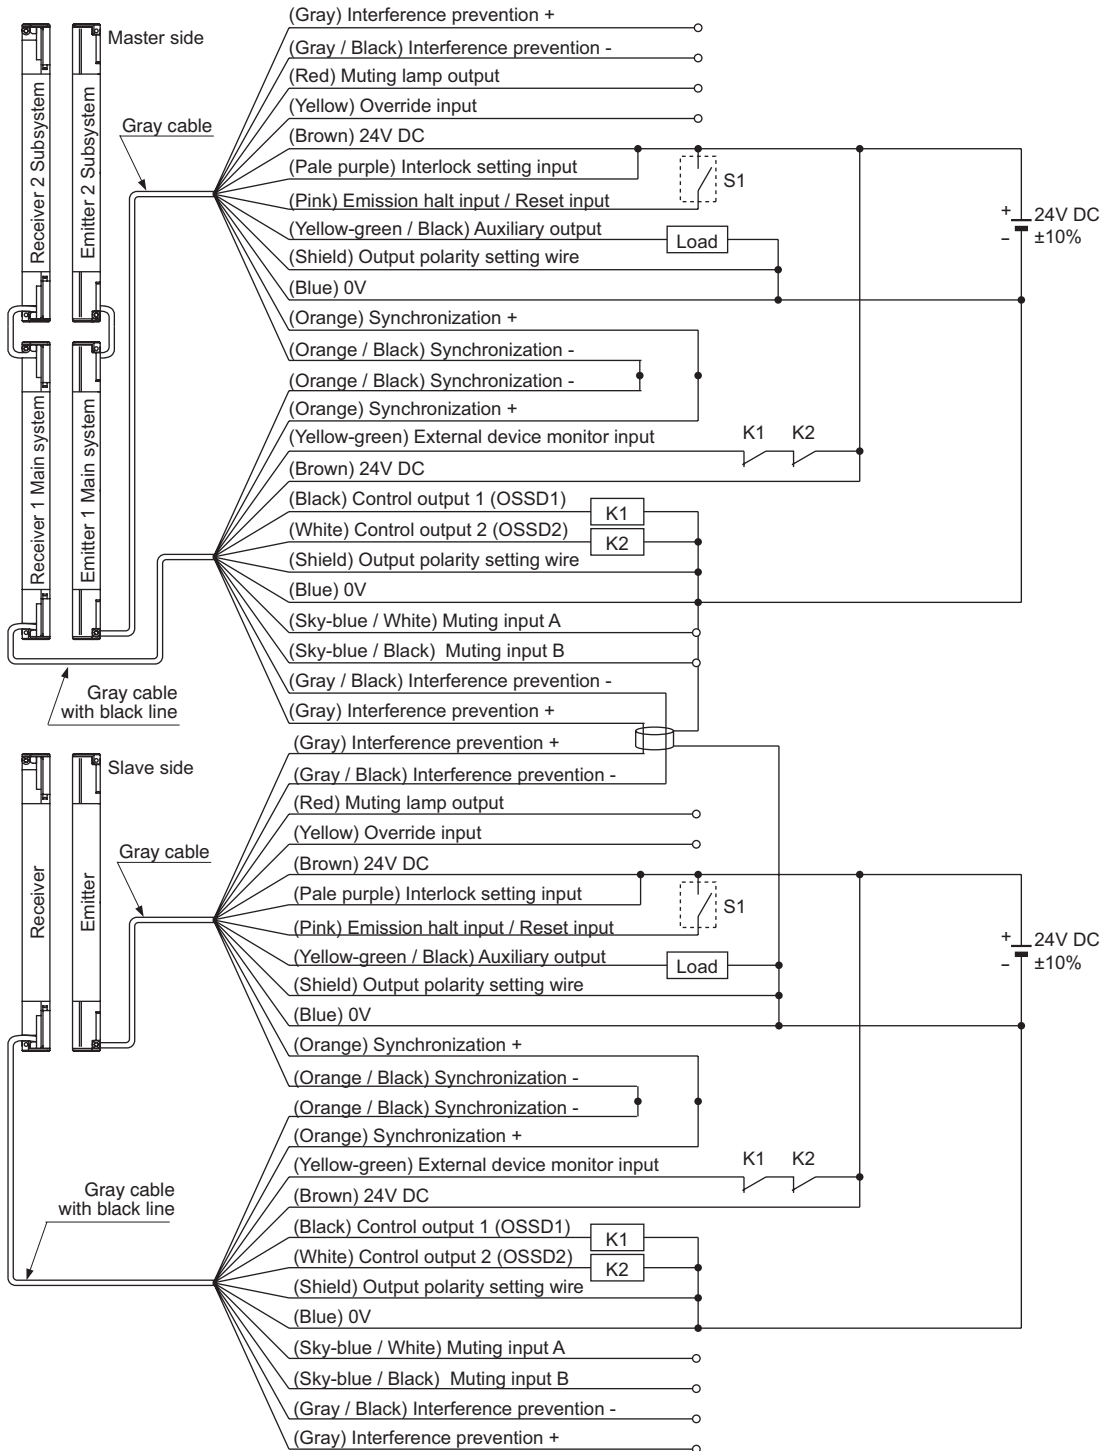 Master side
Receiver 2 Subsystem
Emitter 2 Subsystem
Receiver 1 Main system
Emitter 1 Main system
Gray cable
(Gray) Interference prevention +
(Gray / Black) Interference prevention -
(Red) Muting lamp output
(Yellow) Override input
(Brown) 24V DC
(Pale purple) Interlock setting input
S1
(Pink) Emission halt input / Reset input
(Yellow-green / Black) Auxiliary output
Load
+ 24V DC
- ±10%
(Shield) Output polarity setting wire
(Blue) 0V
(Orange) Synchronization +
(Orange / Black) Synchronization -
(Orange / Black) Synchronization -
(Orange) Synchronization +
(Yellow-green) External device monitor input
K1 K2
(Brown) 24V DC
(Black) Control output 1 (OSSD1)
K1
(White) Control output 2 (OSSD2)
K2
(Shield) Output polarity setting wire
(Blue) 0V
(Sky-blue / White) Muting input A
(Sky-blue / Black) Muting input B
(Gray / Black) Interference prevention -
(Gray) Interference prevention +
Gray cable
with black line
Slave side
Receiver
Emitter
Gray cable
(Gray) Interference prevention +
(Gray / Black) Interference prevention -
(Red) Muting lamp output
(Yellow) Override input
(Brown) 24V DC
(Pale purple) Interlock setting input
S1
(Pink) Emission halt input / Reset input
(Yellow-green / Black) Auxiliary output
Load
+ 24V DC
- ±10%
(Shield) Output polarity setting wire
(Blue) 0V
(Orange) Synchronization +
(Orange / Black) Synchronization -
(Orange / Black) Synchronization -
(Orange) Synchronization +
(Yellow-green) External device monitor input
K1 K2
(Brown) 24V DC
(Black) Control output 1 (OSSD1)
K1
(White) Control output 2 (OSSD2)
K2
(Shield) Output polarity setting wire
(Blue) 0V
(Sky-blue / White) Muting input A
(Sky-blue / Black) Muting input B
(Gray / Black) Interference prevention -
(Gray) Interference prevention +
Gray cable
with black line